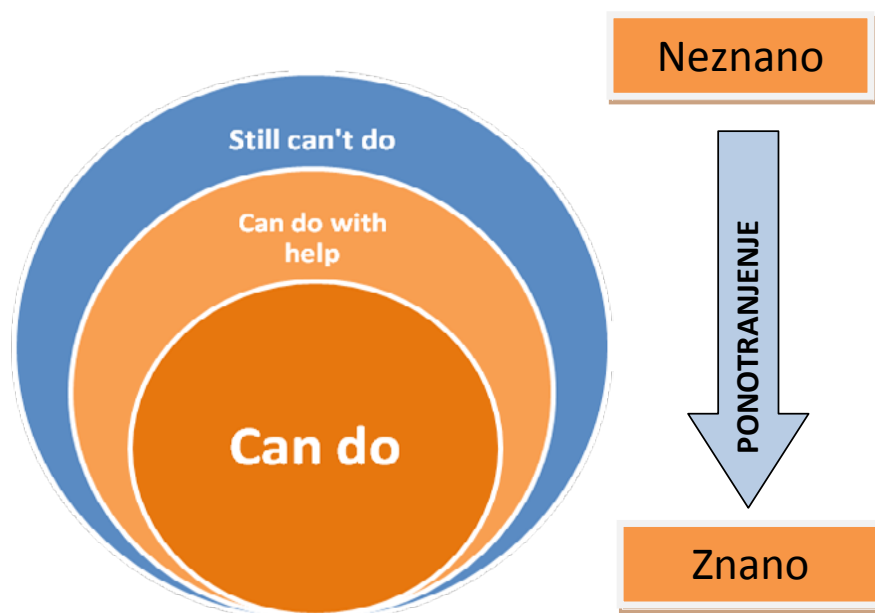 Neznano
Still can't do
Can do with
help
Can do
PONOTRANJENJE
Znano